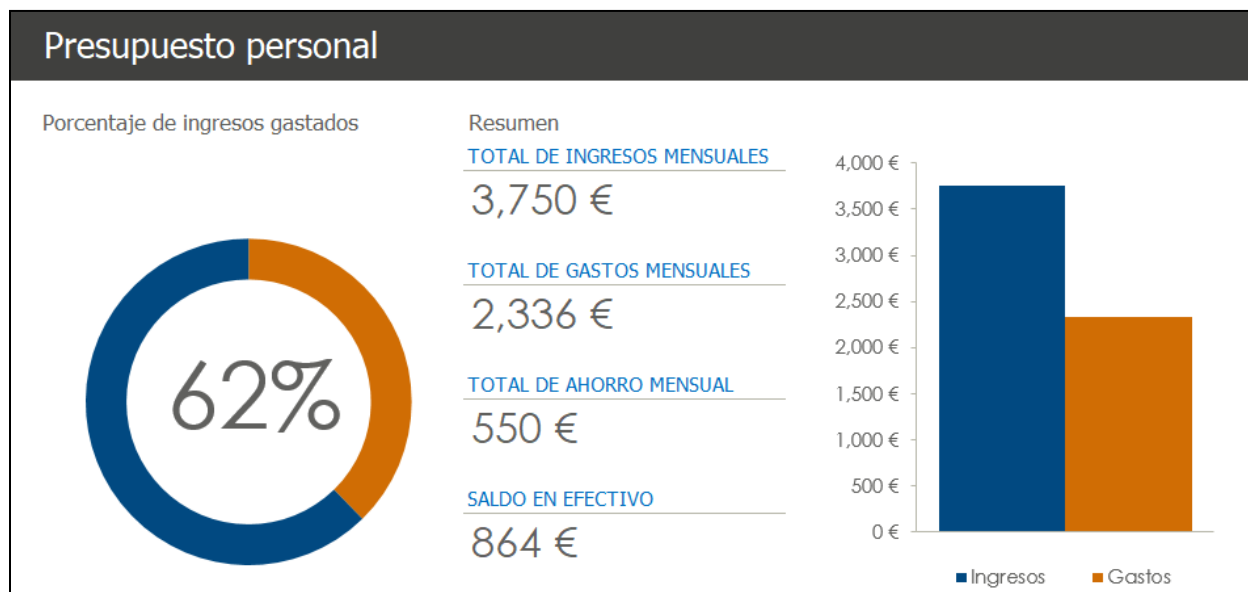 Presupuesto personal
Porcentaje de ingresos gastados
62%
Resumen
TOTAL DE INGRESOS MENSUALES
3,750 €
TOTAL DE GASTOS MENSUALES
2,336 €
TOTAL DE AHORRO MENSUAL
550 €
SALDO EN EFECTIVO
864 €
4,000 €
3,500 €
3,000 €
2,500 €
2,000 €
1,500 €
1,000 €
500 €
0 €
Ingresos Gastos